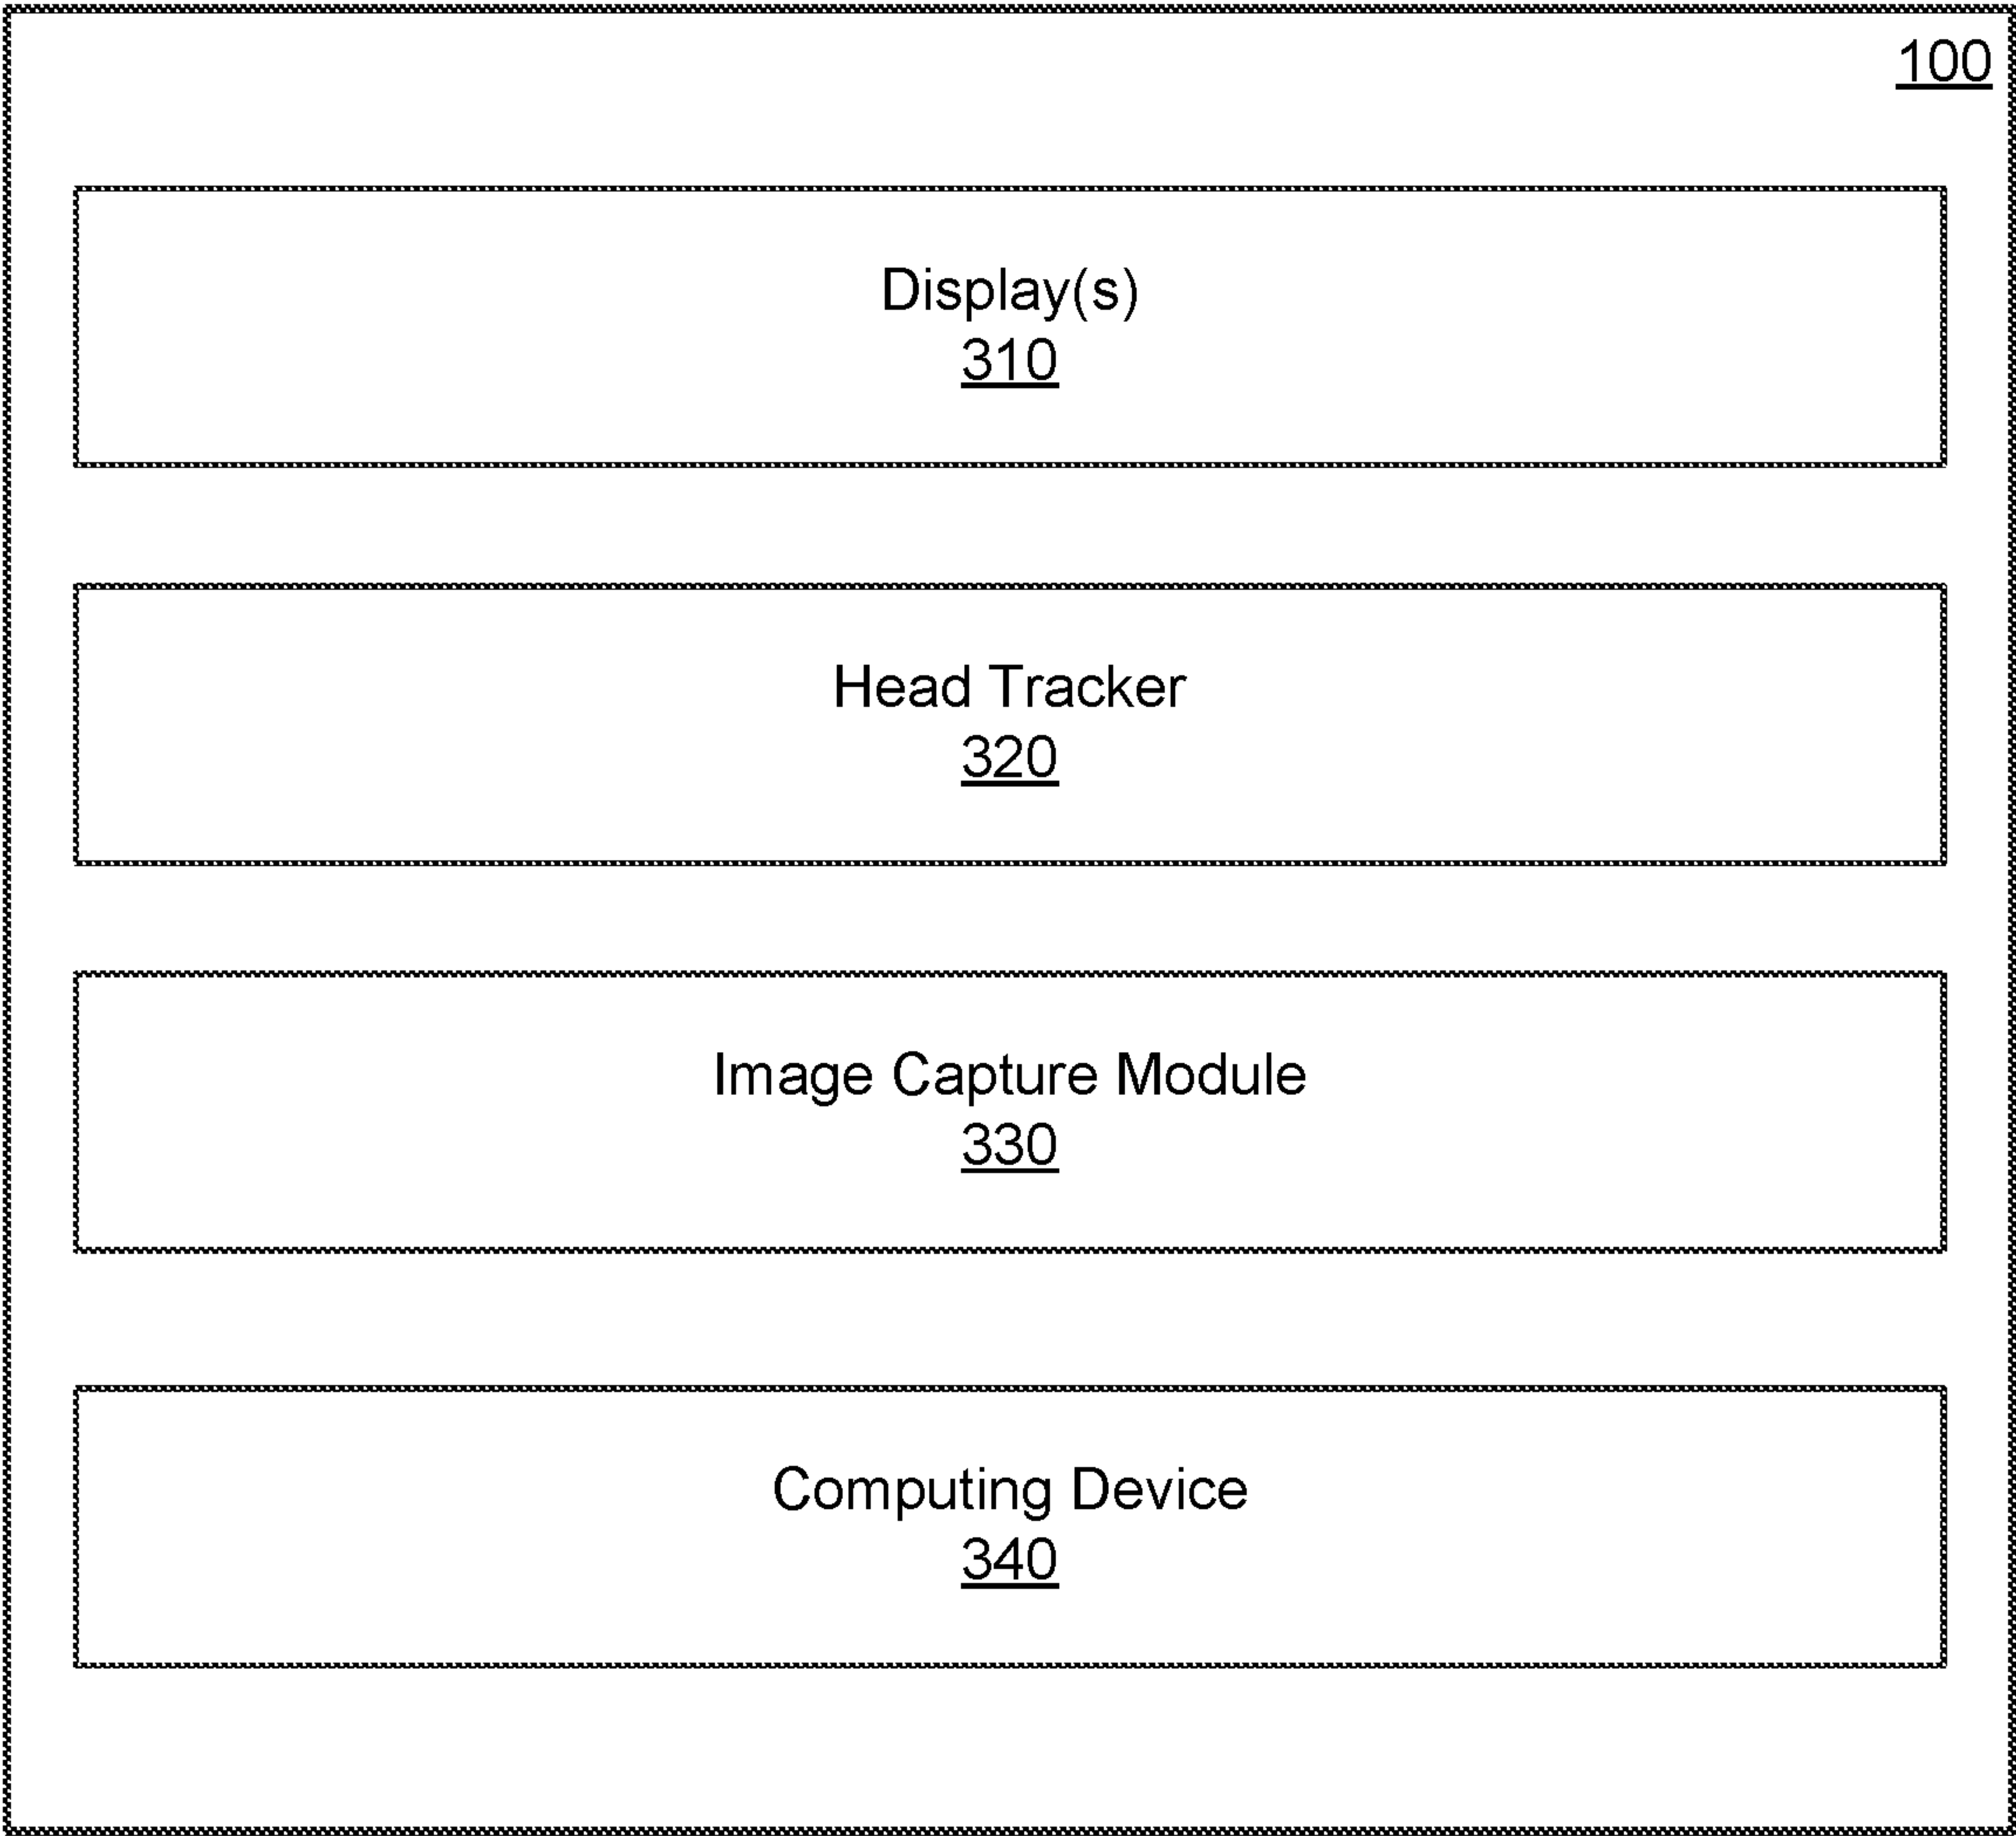 100
Display(s)
310
Head Tracker
320
Image Capture Module
330
Computing Device
340